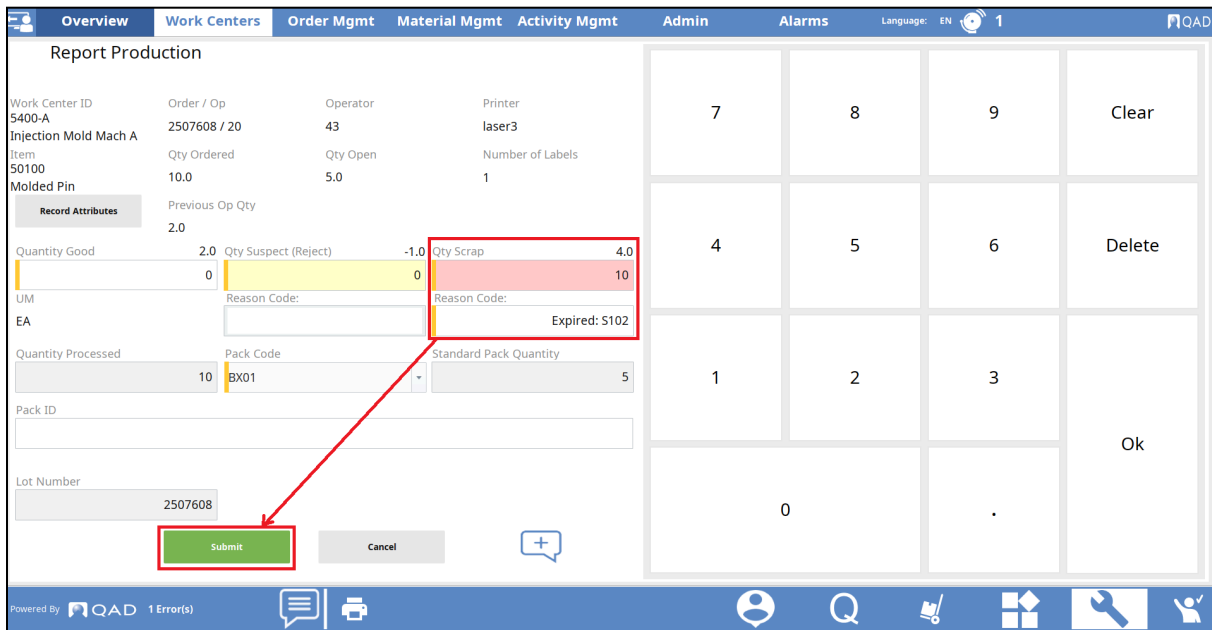 Overview Work Centers Order Mgmt Material Mgmt Activity Mgmt Admin Alarms Language: EN 1 QAD
Report Production
Work Center ID Order / Op Operator Printer
5400-A 2507608 / 20 43 laser3
Injection Mold Mach A
Item Qty Ordered Qty Open Number of Labels
50100 10.0 5.0 1
Molded Pin
Record Attributes Previous Op Qty
2.0
Quantity Good 2.0 Qty Suspect (Reject) -1.0 Qty Scrap 4.0
0 0 10
UM Reason Code: Reason Code:
EA Expired: S102
Quantity Processed Pack Code Standard Pack Quantity
10 BX01 5
Pack ID
Lot Number
2507608
Submit Cancel
7 8 9 Clear
4 5 6 Delete
1 2 3
Ok
0 .
Powered By QAD 1 Error(s) Q